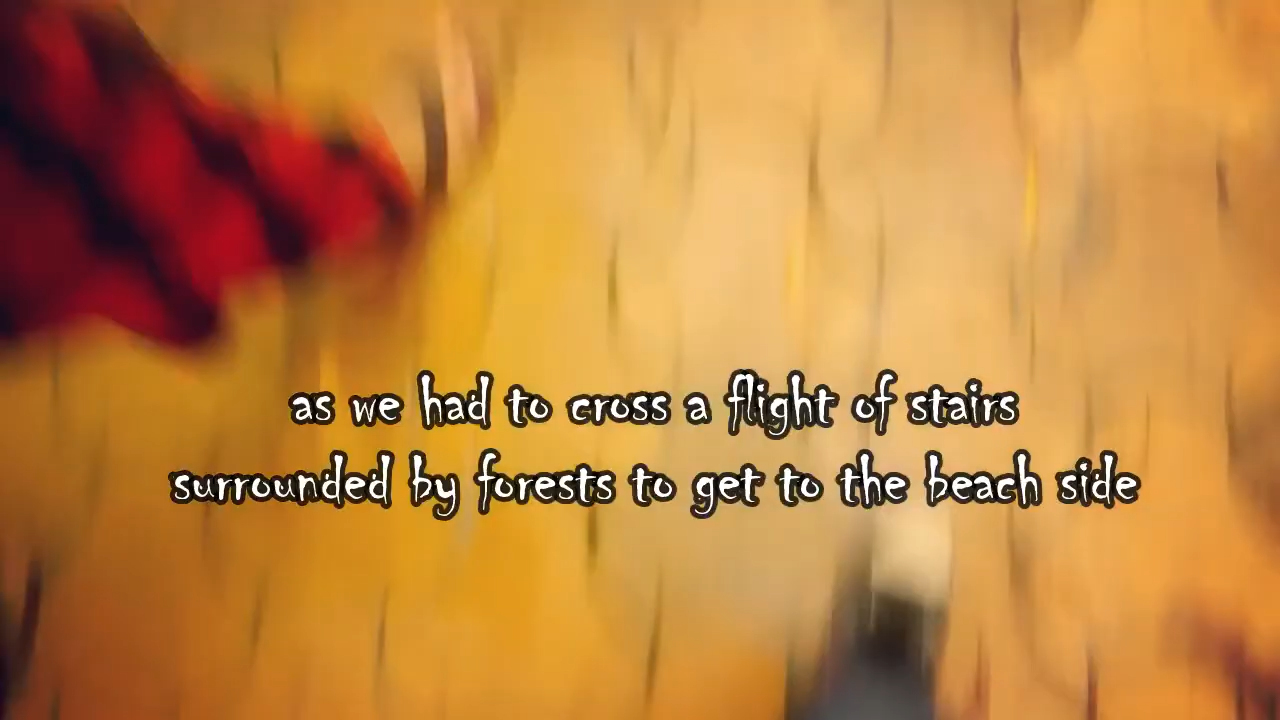 as we had to cross a flight of stairs
surrounded by forests to get to the beach side